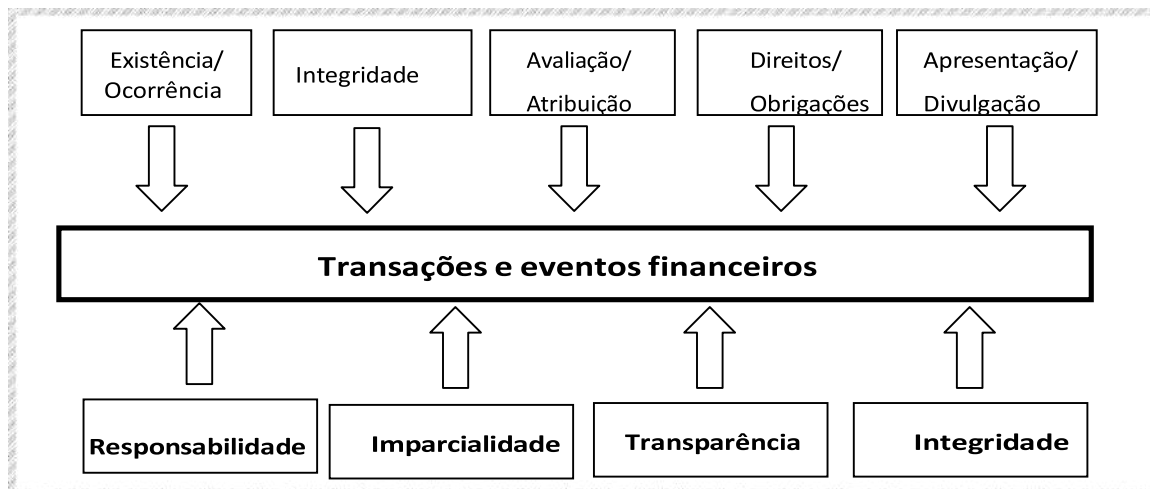 Existência/
Ocorrência
Integridade
Avaliação/
Atribuição
Direitos/
Obrigações
Apresentação/
Divulgação
Transações e eventos financeiros
Responsabilidade
Imparcialidade
Transparência
Integridade